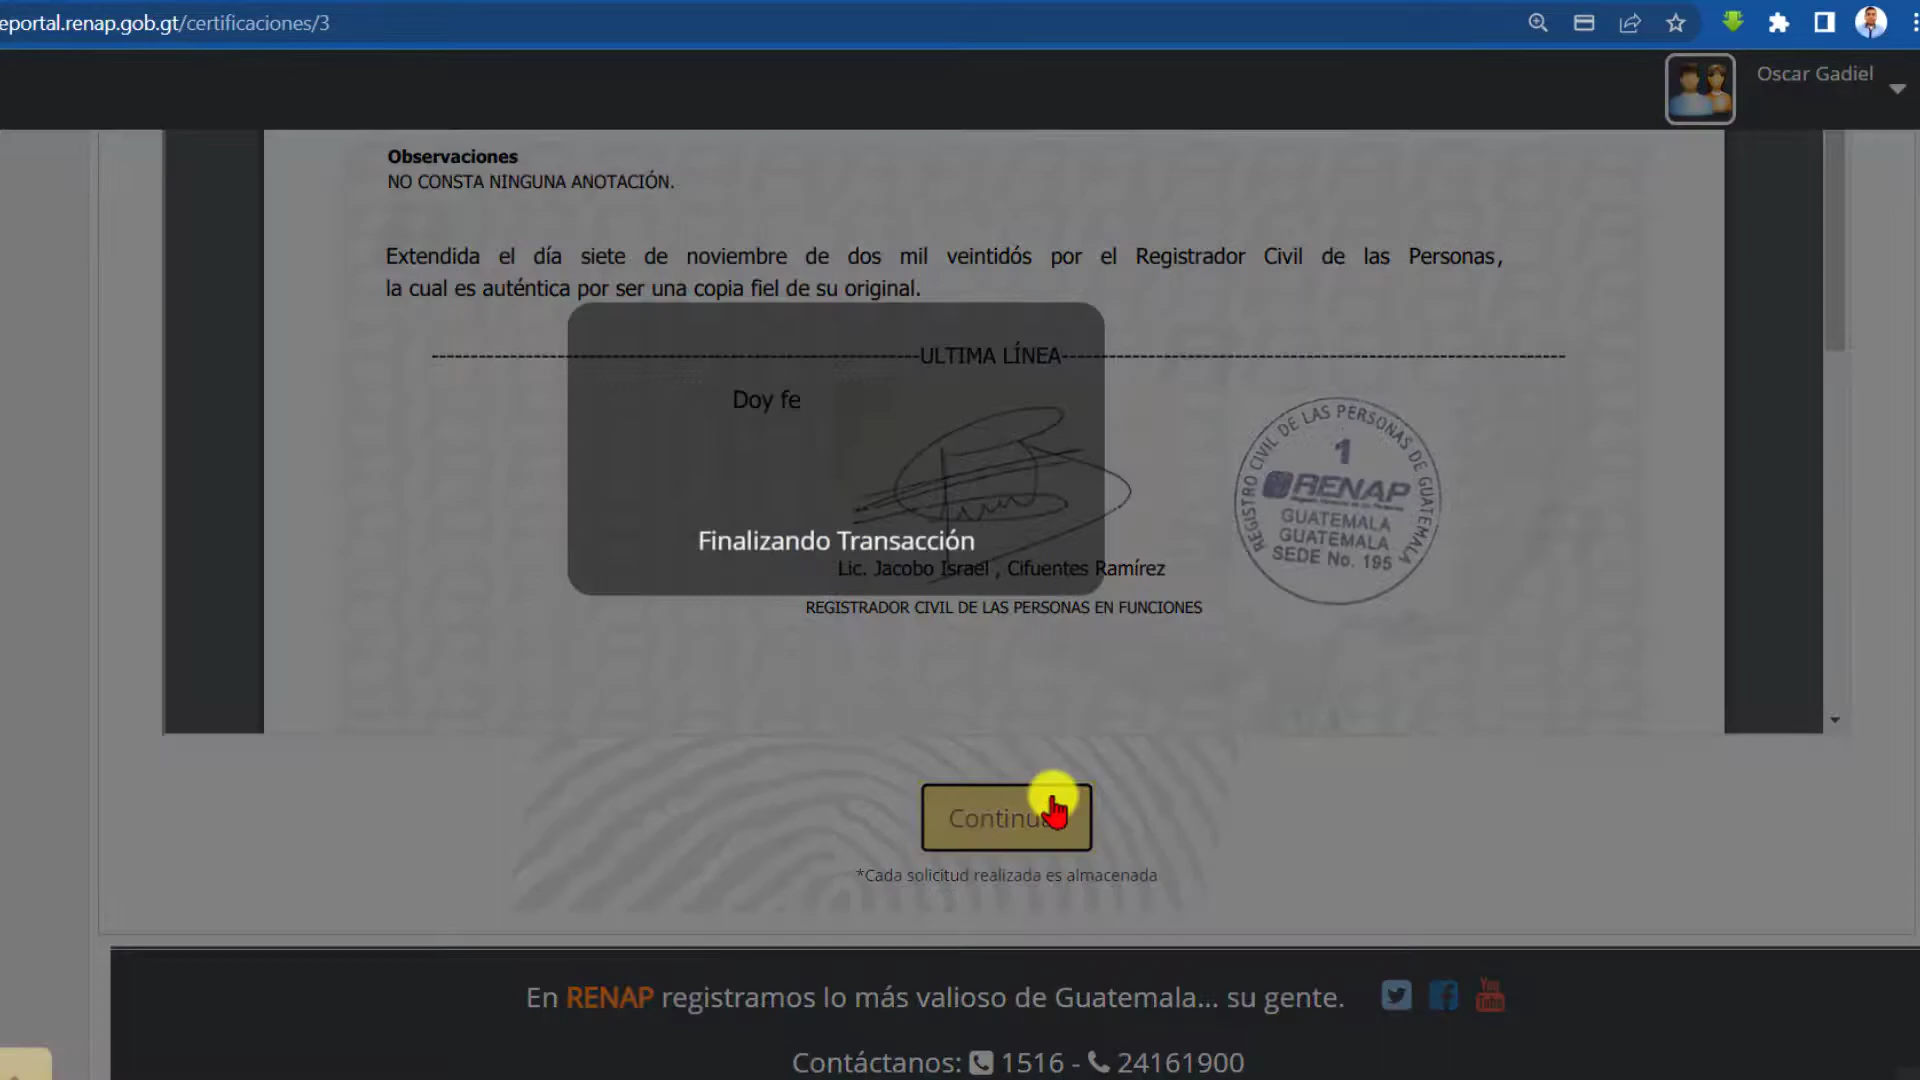 eportal.renap.gob.gt/certificaciones/3
Oscar Gadiel
Observaciones
NO CONSTA NINGUNA ANOTACIÓN.
Extendida el día siete de noviembre de dos mil veintidós por el Registrador Civil de las Personas,
la cual es auténtica por ser una copia fiel de su original.
ULTIMA LÍNEA
Doy fe
REGISTRO CIVIL DE LAS PERSONAS DE GUATEMALA
1
RENAP
GUATEMALA
GUATEMALA
SEDE No. 195
Finalizando Transacción
Lic. Jacobo Israel , Cifuentes Ramírez
REGISTRADOR CIVIL DE LAS PERSONAS EN FUNCIONES
*Cada solicitud realizada es almacenada
En RENAP registramos lo más valioso de Guatemala... su gente.
You Tube
Contáctanos: 1516 - 24161900